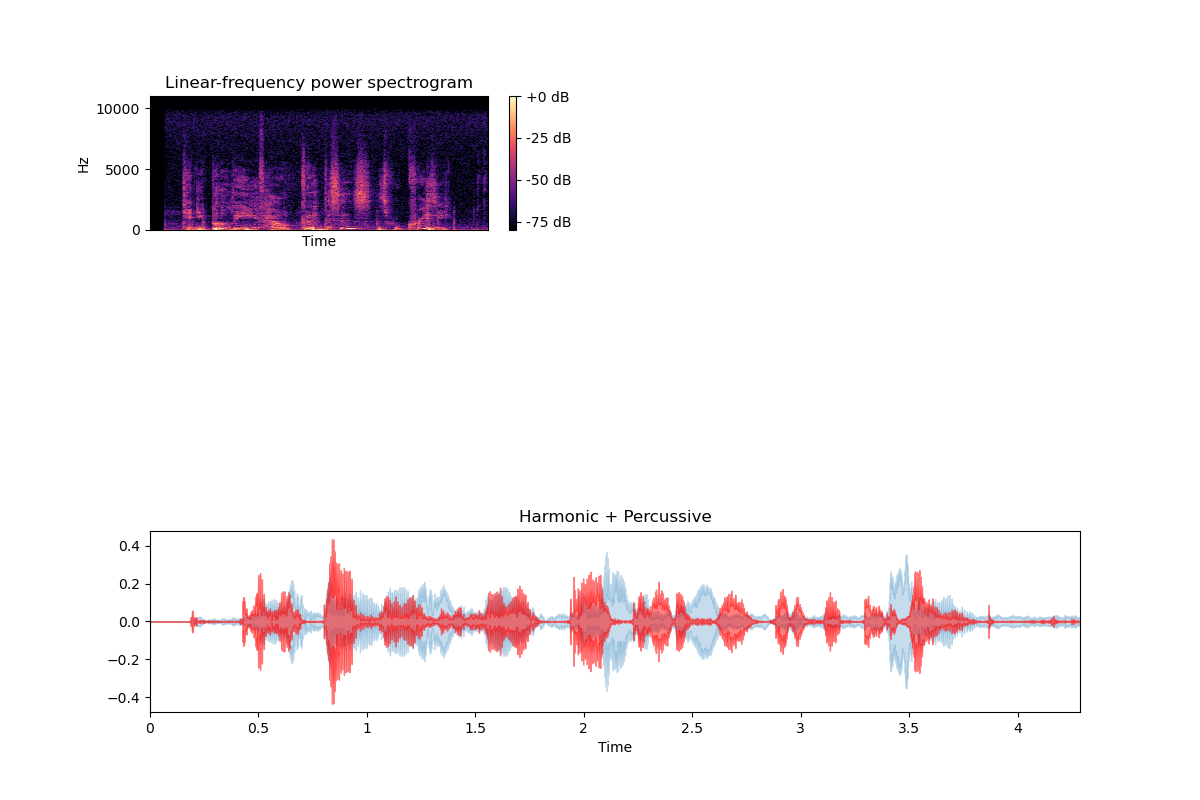 Linear-frequency power spectrogram
10000
5000
0
Hz
Time
+0 dB
-25 dB
-50 dB
-75 dB
Harmonic + Percussive
0.4
0.2
0.0
−0.2
−0.4
0 0.5 1 1.5 2 2.5 3 3.5 4
Time